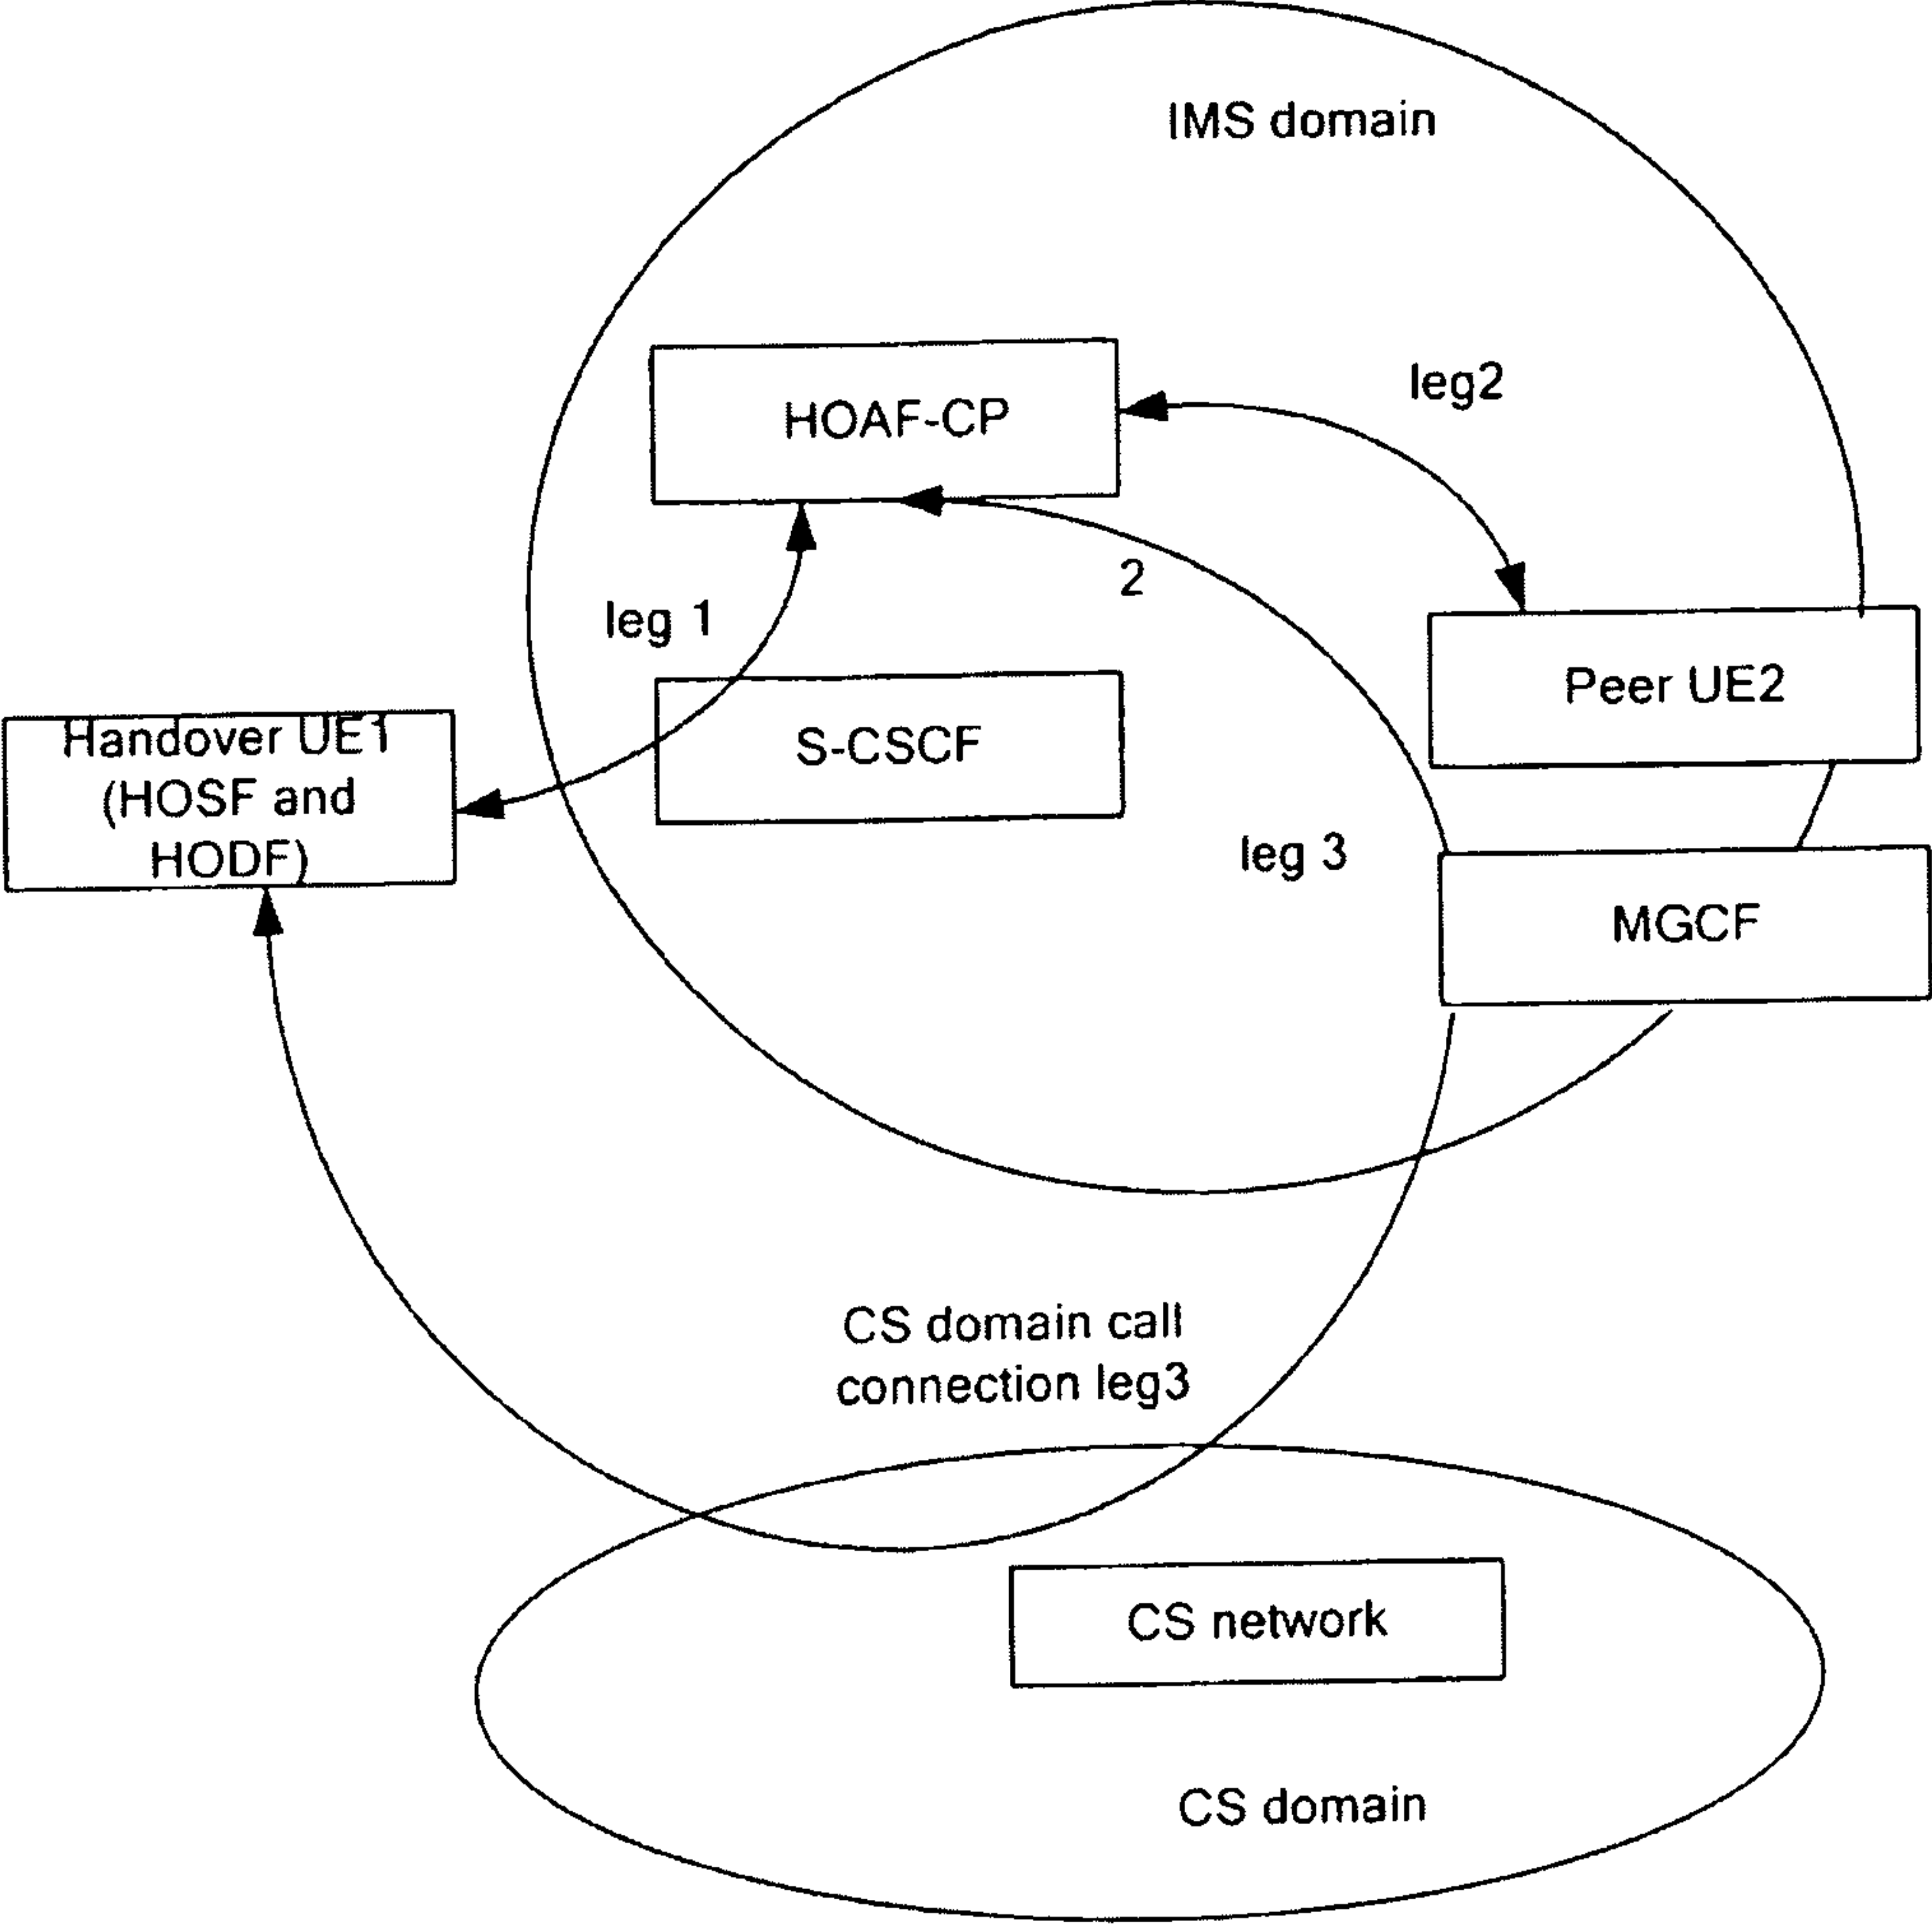 IMS domain
leg2
HOAF-CP
2
leg 1
Peer UE2
S-CSCF
Handover UE1
(HOSF and
HODF)
leg 3
MGCF
CS domain call
connection leg3
CS network
CS domain